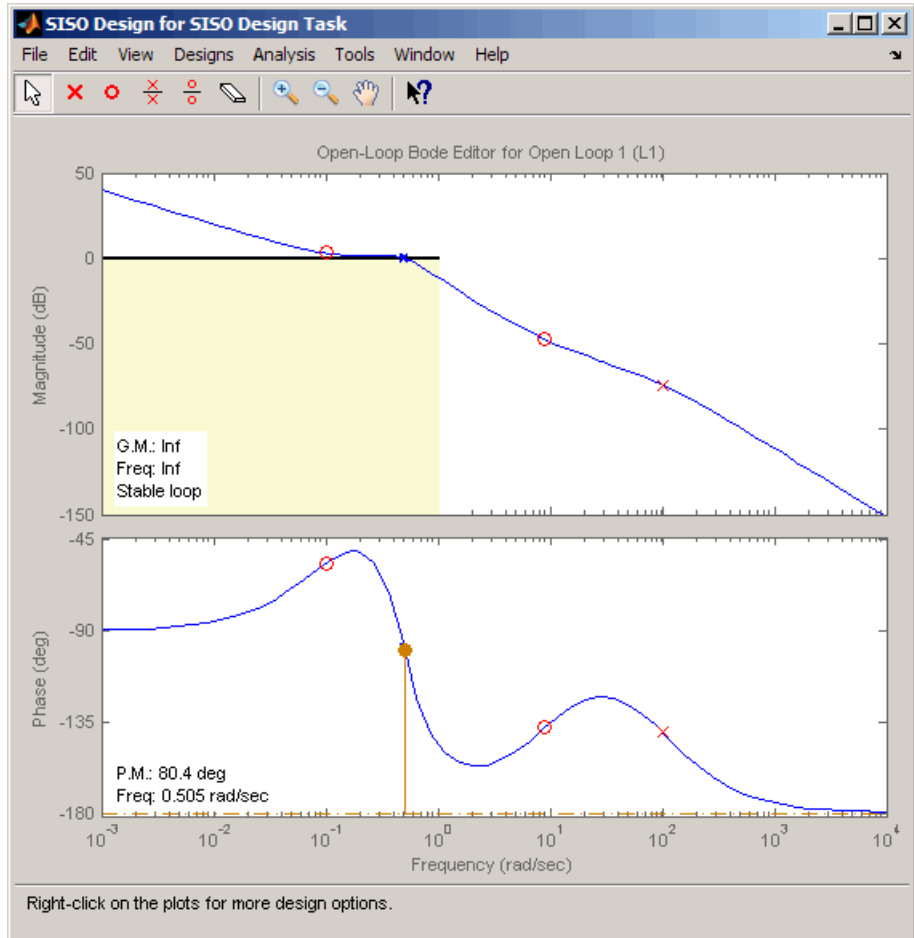 SISO Design for SISO Design Task
File Edit View Designs Analysis Tools Window Help
Open-Loop Bode Editor for Open Loop 1 (L1)
Magnitude (dB)
50
0
-50
-100
-150
G.M.: Inf
Freq: Inf
Stable loop
Phase (deg)
-45
-90
-135
-180
P.M.: 80.4 deg
Freq: 0.505 rad/sec
10^-3 10^-2 10^-1 10^0 10^1 10^2 10^3 10^4
Frequency (rad/sec)
Right-click on the plots for more design options.